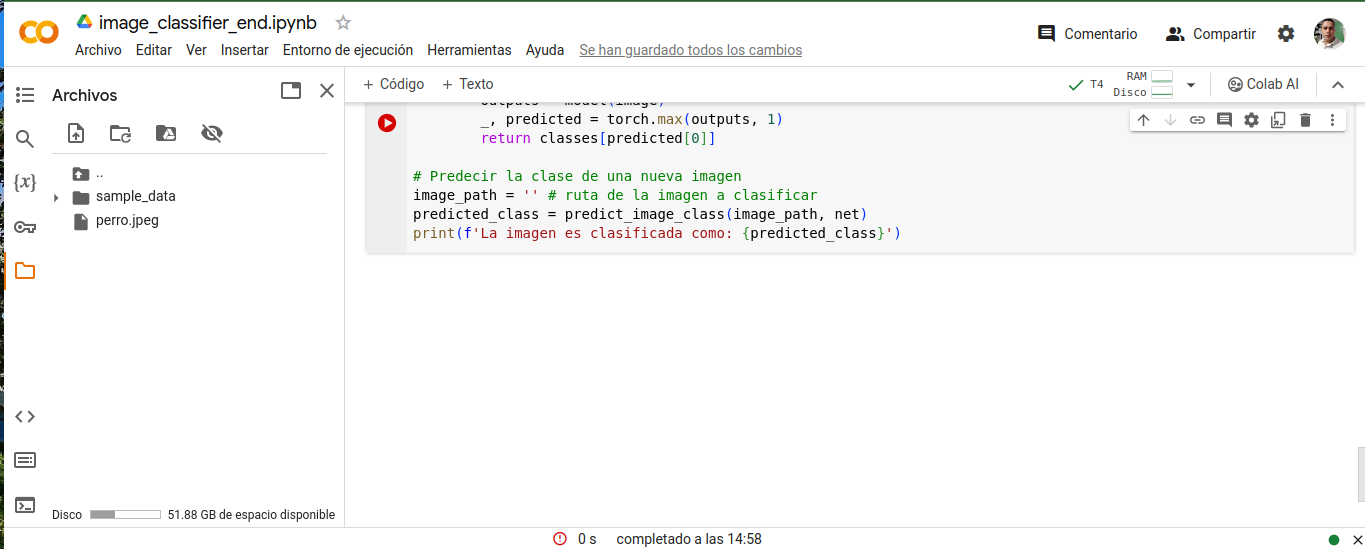 image_classifier_end.ipynb
Archivo Editar Ver Insertar Entorno de ejecución Herramientas Ayuda Se han guardado todos los cambios
Comentario Compartir
Archivos
+ Código + Texto
T4 RAM Disco Colab AI
..
sample_data
perro.jpeg
outputs = model(image)
_, predicted = torch.max(outputs, 1)
return classes[predicted[0]]
# Predecir la clase de una nueva imagen
image_path = '' # ruta de la imagen a clasificar
predicted_class = predict_image_class(image_path, net)
print(f'La imagen es clasificada como: {predicted_class}')
{x}
Disco 51.88 GB de espacio disponible
0 s completado a las 14:58